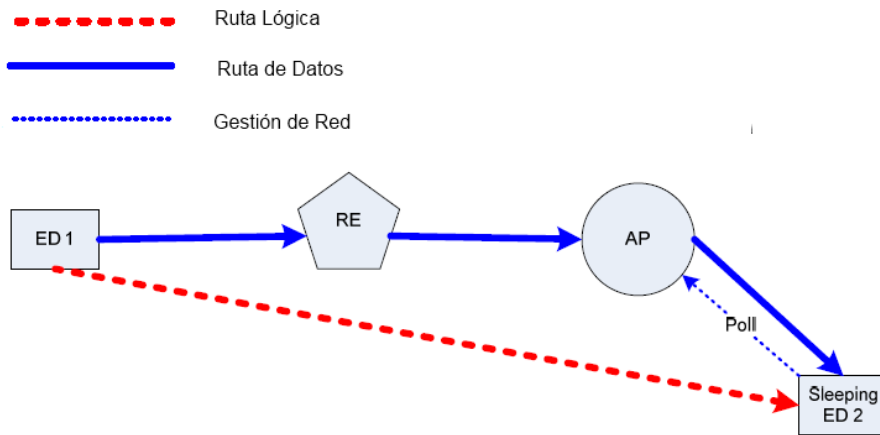 Ruta Lógica
Ruta de Datos
Gestión de Red
ED 1
RE
AP
Poll
Sleeping
ED 2